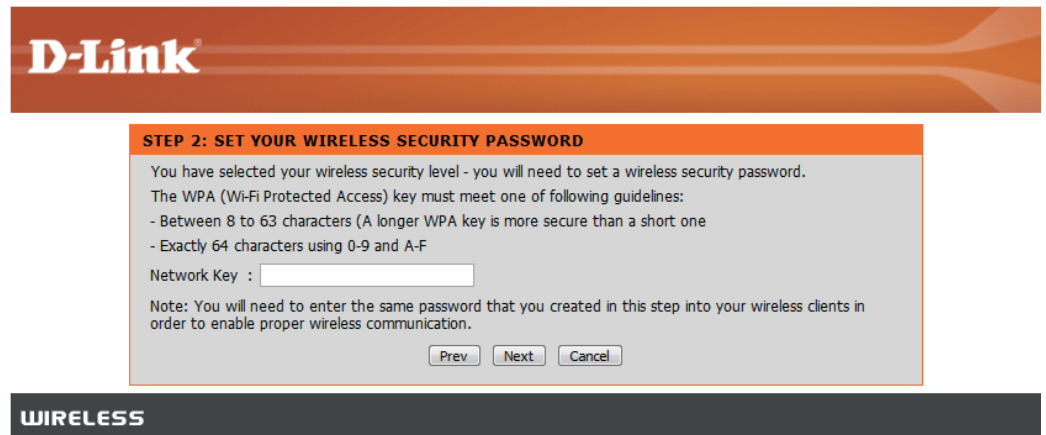 D-Link®
STEP 2: SET YOUR WIRELESS SECURITY PASSWORD
You have selected your wireless security level - you will need to set a wireless security password.
The WPA (Wi-Fi Protected Access) key must meet one of following guidelines:
- Between 8 to 63 characters (A longer WPA key is more secure than a short one
- Exactly 64 characters using 0-9 and A-F
Network Key :
Note: You will need to enter the same password that you created in this step into your wireless clients in
order to enable proper wireless communication.
Prev Next Cancel
WIRELESS